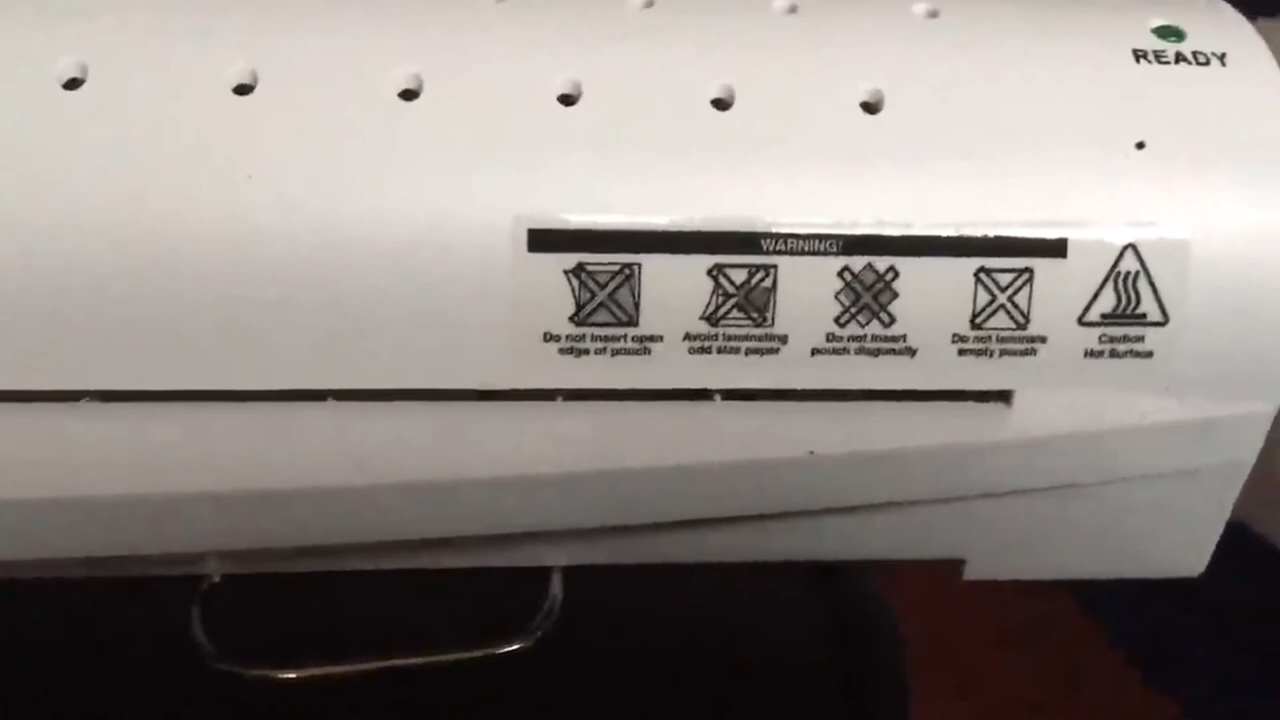 READY
WARNING!
Do not insert open
edge of pouch
Avoid laminating
odd size paper
Do not insert
pouch diagonally
Do not laminate
empty pouch
Caution
Hot Surface